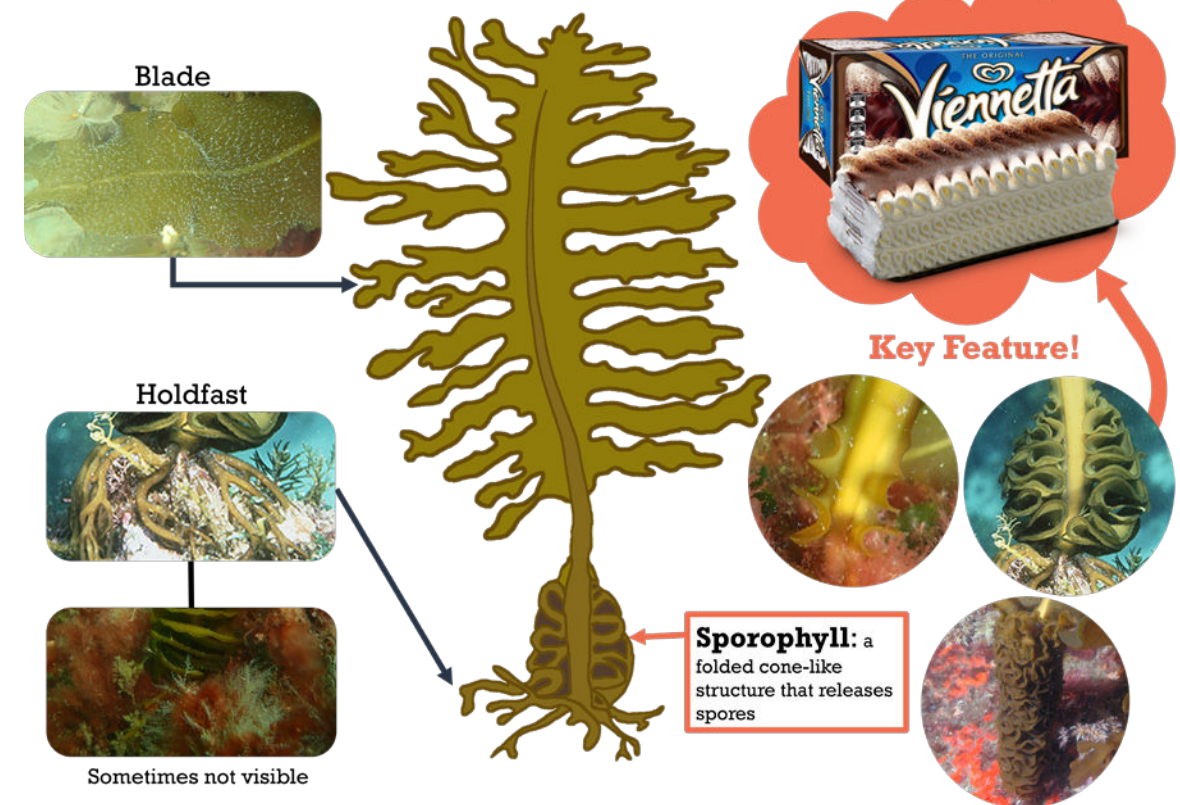 Blade
THE ORIGINAL
Viennetta
Key Feature!
Holdfast
Sporophyll: a
folded cone-like
structure that releases
spores
Sometimes not visible